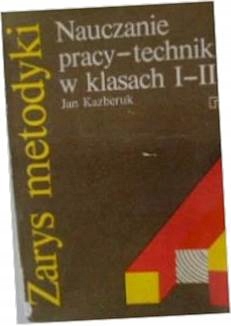 Zarys metodyki
Nauczanie
pracy-technik
w klasach I-II
Jan Kazberuk